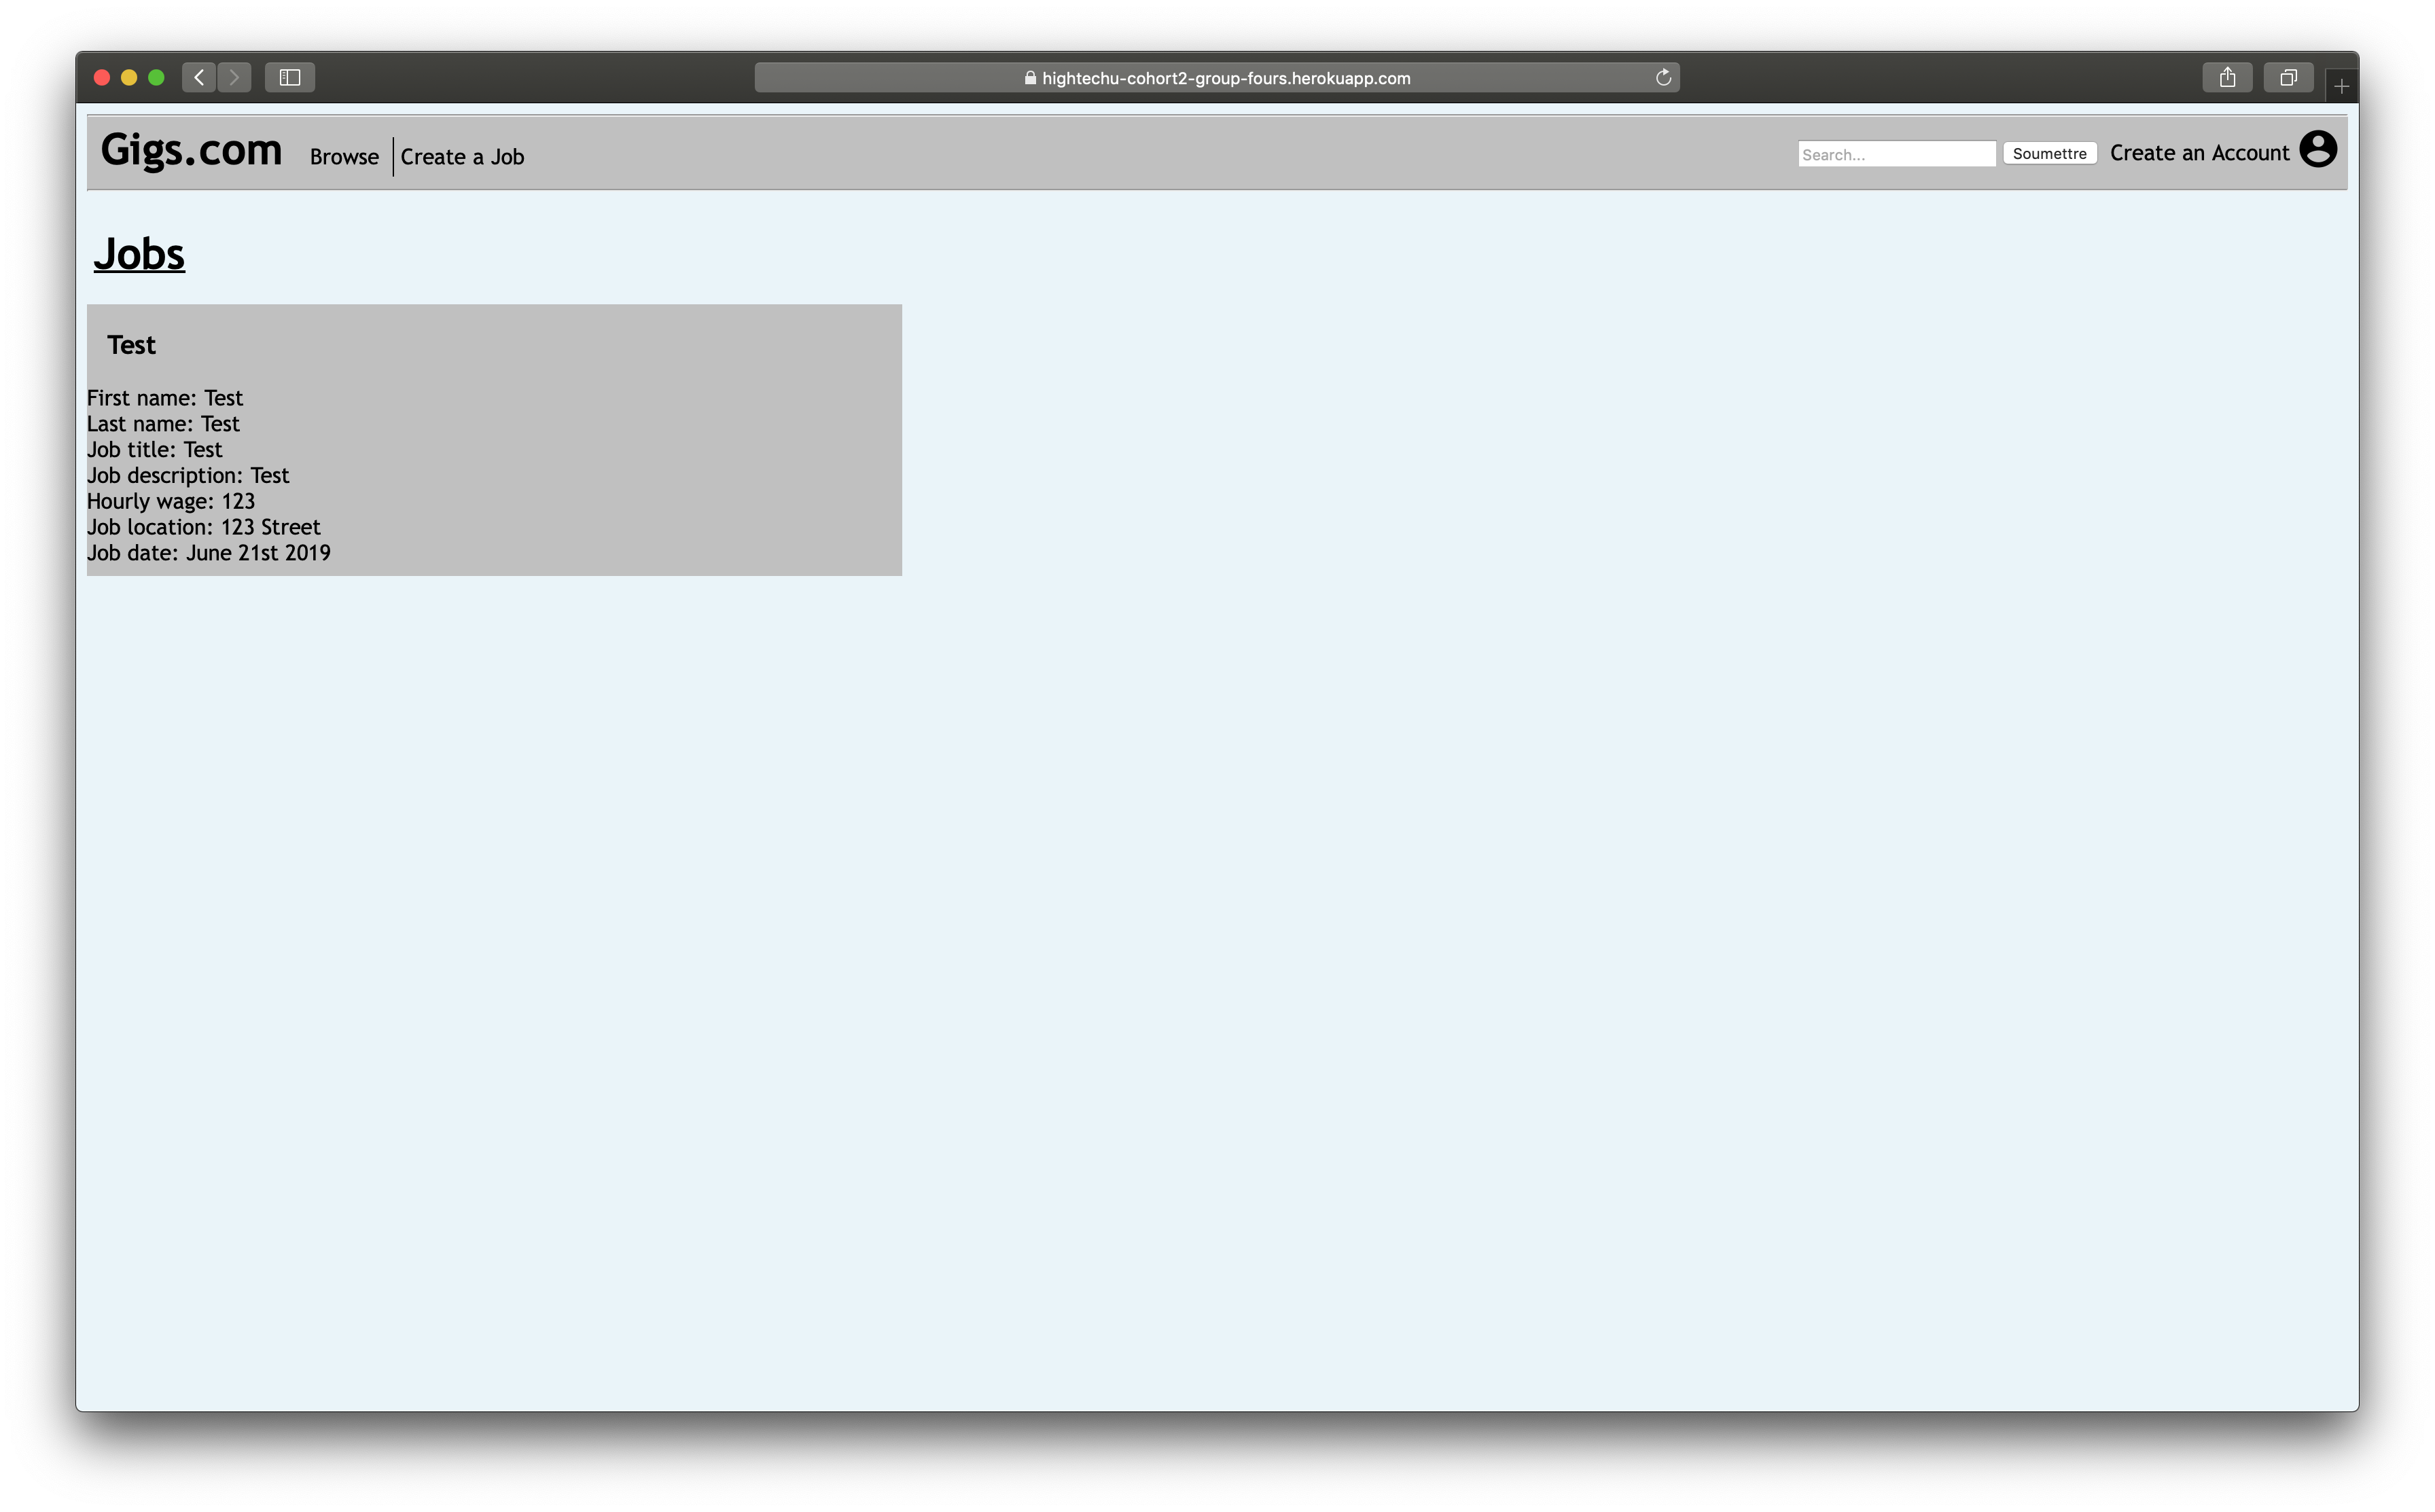 hightechu-cohort2-group-fours.herokuapp.com
Gigs.com Browse Create a Job Search... Soumettre Create an Account
Jobs
Test
First name: Test
Last name: Test
Job title: Test
Job description: Test
Hourly wage: 123
Job location: 123 Street
Job date: June 21st 2019